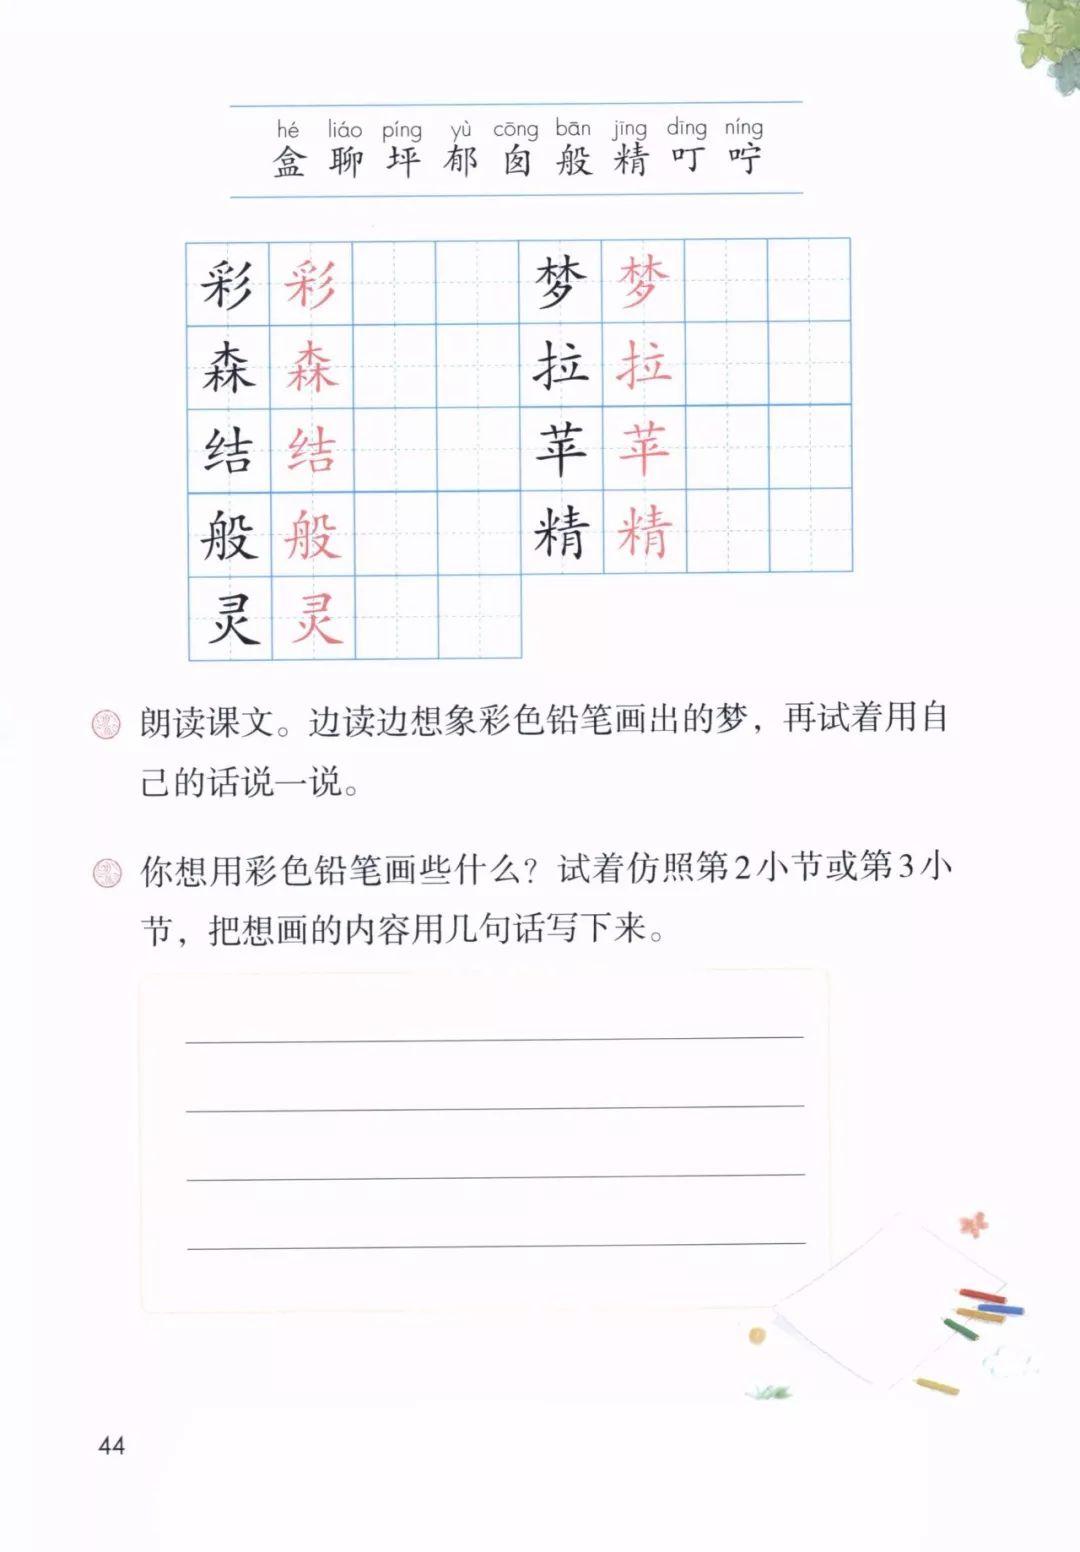 hé liáo píng yù cōng bān jīng dīng níng
盒 聊 坪 郁 囱 般 精 叮 咛
彩 彩 梦 梦
森 森 拉 拉
结 结 苹 苹
般 般 精 精
灵 灵
朗读课文。边读边想象彩色铅笔画出的梦，再试着用自
己的话说一说。
你想用彩色铅笔画些什么？试着仿照第2小节或第3小
节，把想画的内容用几句话写下来。
44